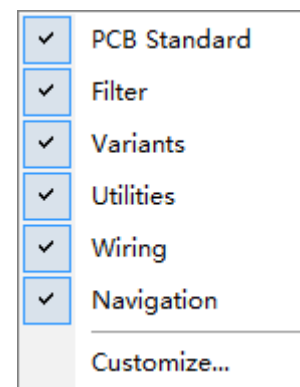 PCB Standard
Filter
Variants
Utilities
Wiring
Navigation
Customize...